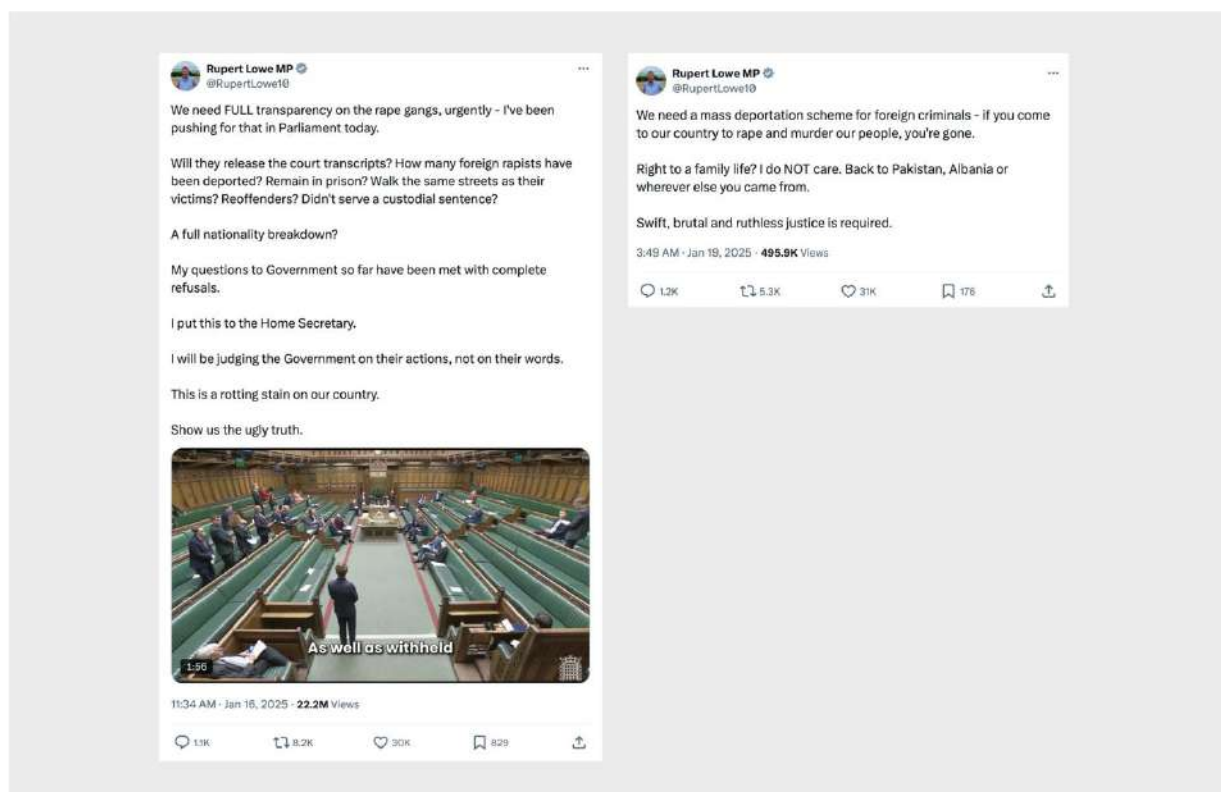 Rupert Lowe MP
@RupertLowe10
We need FULL transparency on the rape gangs, urgently - I've been
pushing for that in Parliament today.
Will they release the court transcripts? How many foreign rapists have
been deported? Remain in prison? Walk the same streets as their
victims? Reoffenders? Didn't serve a custodial sentence?
A full nationality breakdown?
My questions to Government so far have been met with complete
refusals.
I put this to the Home Secretary.
I will be judging the Government on their actions, not on their words.
This is a rotting stain on our country.
Show us the ugly truth.
As well as withheld
1:56
11:34 AM · Jan 16, 2025 · 22.2M Views
1.1K 8.2K 30K 829
Rupert Lowe MP
@RupertLowe10
We need a mass deportation scheme for foreign criminals - if you come
to our country to rape and murder our people, you're gone.
Right to a family life? I do NOT care. Back to Pakistan, Albania or
wherever else you came from.
Swift, brutal and ruthless justice is required.
3:49 AM · Jan 19, 2025 · 495.9K Views
1.2K 5.3K 31K 176